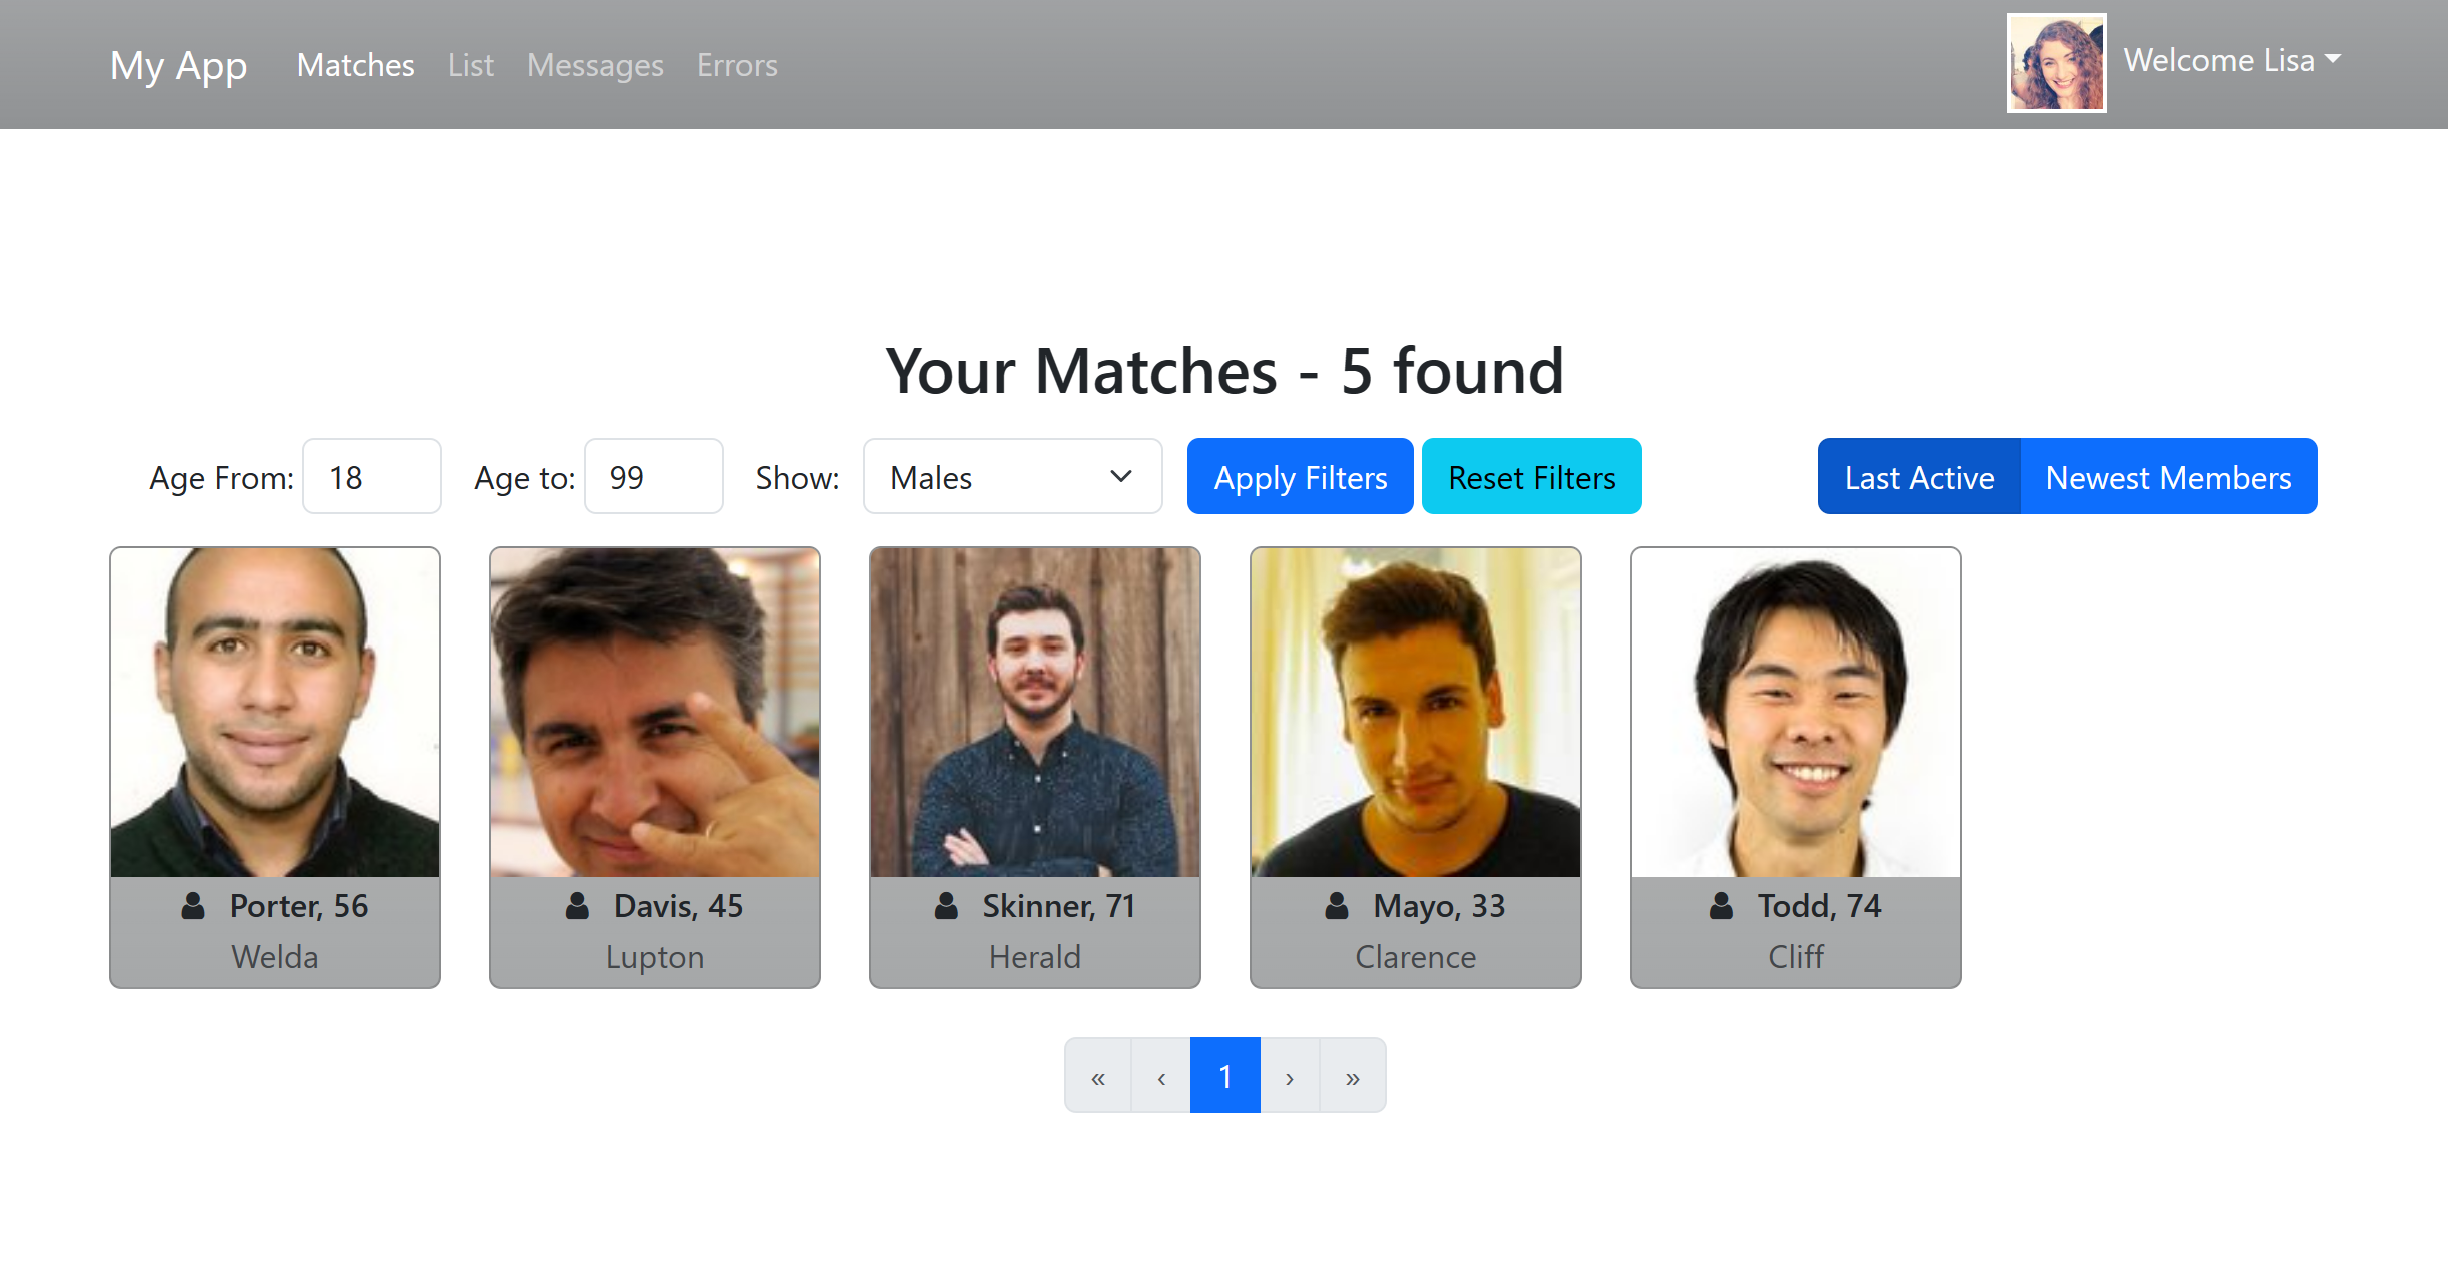 My App Matches List Messages Errors Welcome Lisa
Your Matches - 5 found
Age From: 18 Age to: 99 Show: Males Apply Filters Reset Filters Last Active Newest Members
Porter, 56
Welda
Davis, 45
Lupton
Skinner, 71
Herald
Mayo, 33
Clarence
Todd, 74
Cliff
« ‹ 1 › »